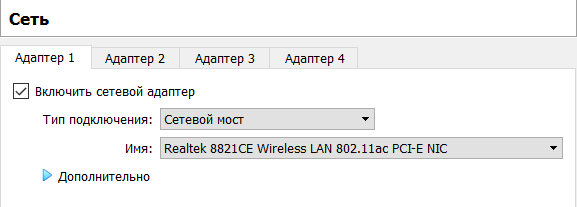 Сеть
Адаптер 1 Адаптер 2 Адаптер 3 Адаптер 4
Включить сетевой адаптер
Тип подключения: Сетевой мост
Имя: Realtek 8821CE Wireless LAN 802.11ac PCI-E NIC
Дополнительно